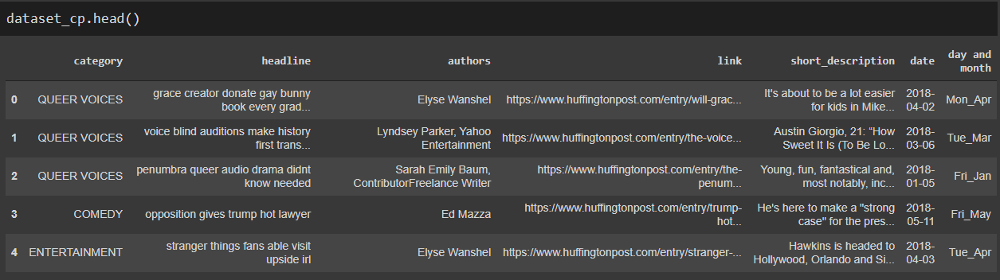 dataset_cp.head()
category headline authors link short_description date day and
month
0 QUEER VOICES grace creator donate gay bunny
book every grad... Elyse Wanshel https://www.huffingtonpost.com/entry/will-grac... It's about to be a lot easier
for kids in Mike... 2018-
04-02 Mon_Apr
1 QUEER VOICES voice blind auditions make history
first trans... Lyndsey Parker, Yahoo
Entertainment https://www.huffingtonpost.com/entry/the-voice... Austin Giorgio, 21: “How
Sweet It Is (To Be Lo... 2018-
03-06 Tue_Mar
2 QUEER VOICES penumbra queer audio drama didnt
know needed Sarah Emily Baum,
ContributorFreelance Writer https://www.huffingtonpost.com/entry/the-
penum... Young, fun, fantastical and,
most notably, inc... 2018-
01-05 Fri_Jan
3 COMEDY opposition gives trump hot lawyer Ed Mazza https://www.huffingtonpost.com/entry/trump-
hot... He's here to make a "strong
case" for the pres... 2018-
05-11 Fri_May
4 ENTERTAINMENT stranger things fans able visit
upside irl Elyse Wanshel https://www.huffingtonpost.com/entry/stranger-... Hawkins is headed to
Hollywood, Orlando and Si... 2018-
04-03 Tue_Apr